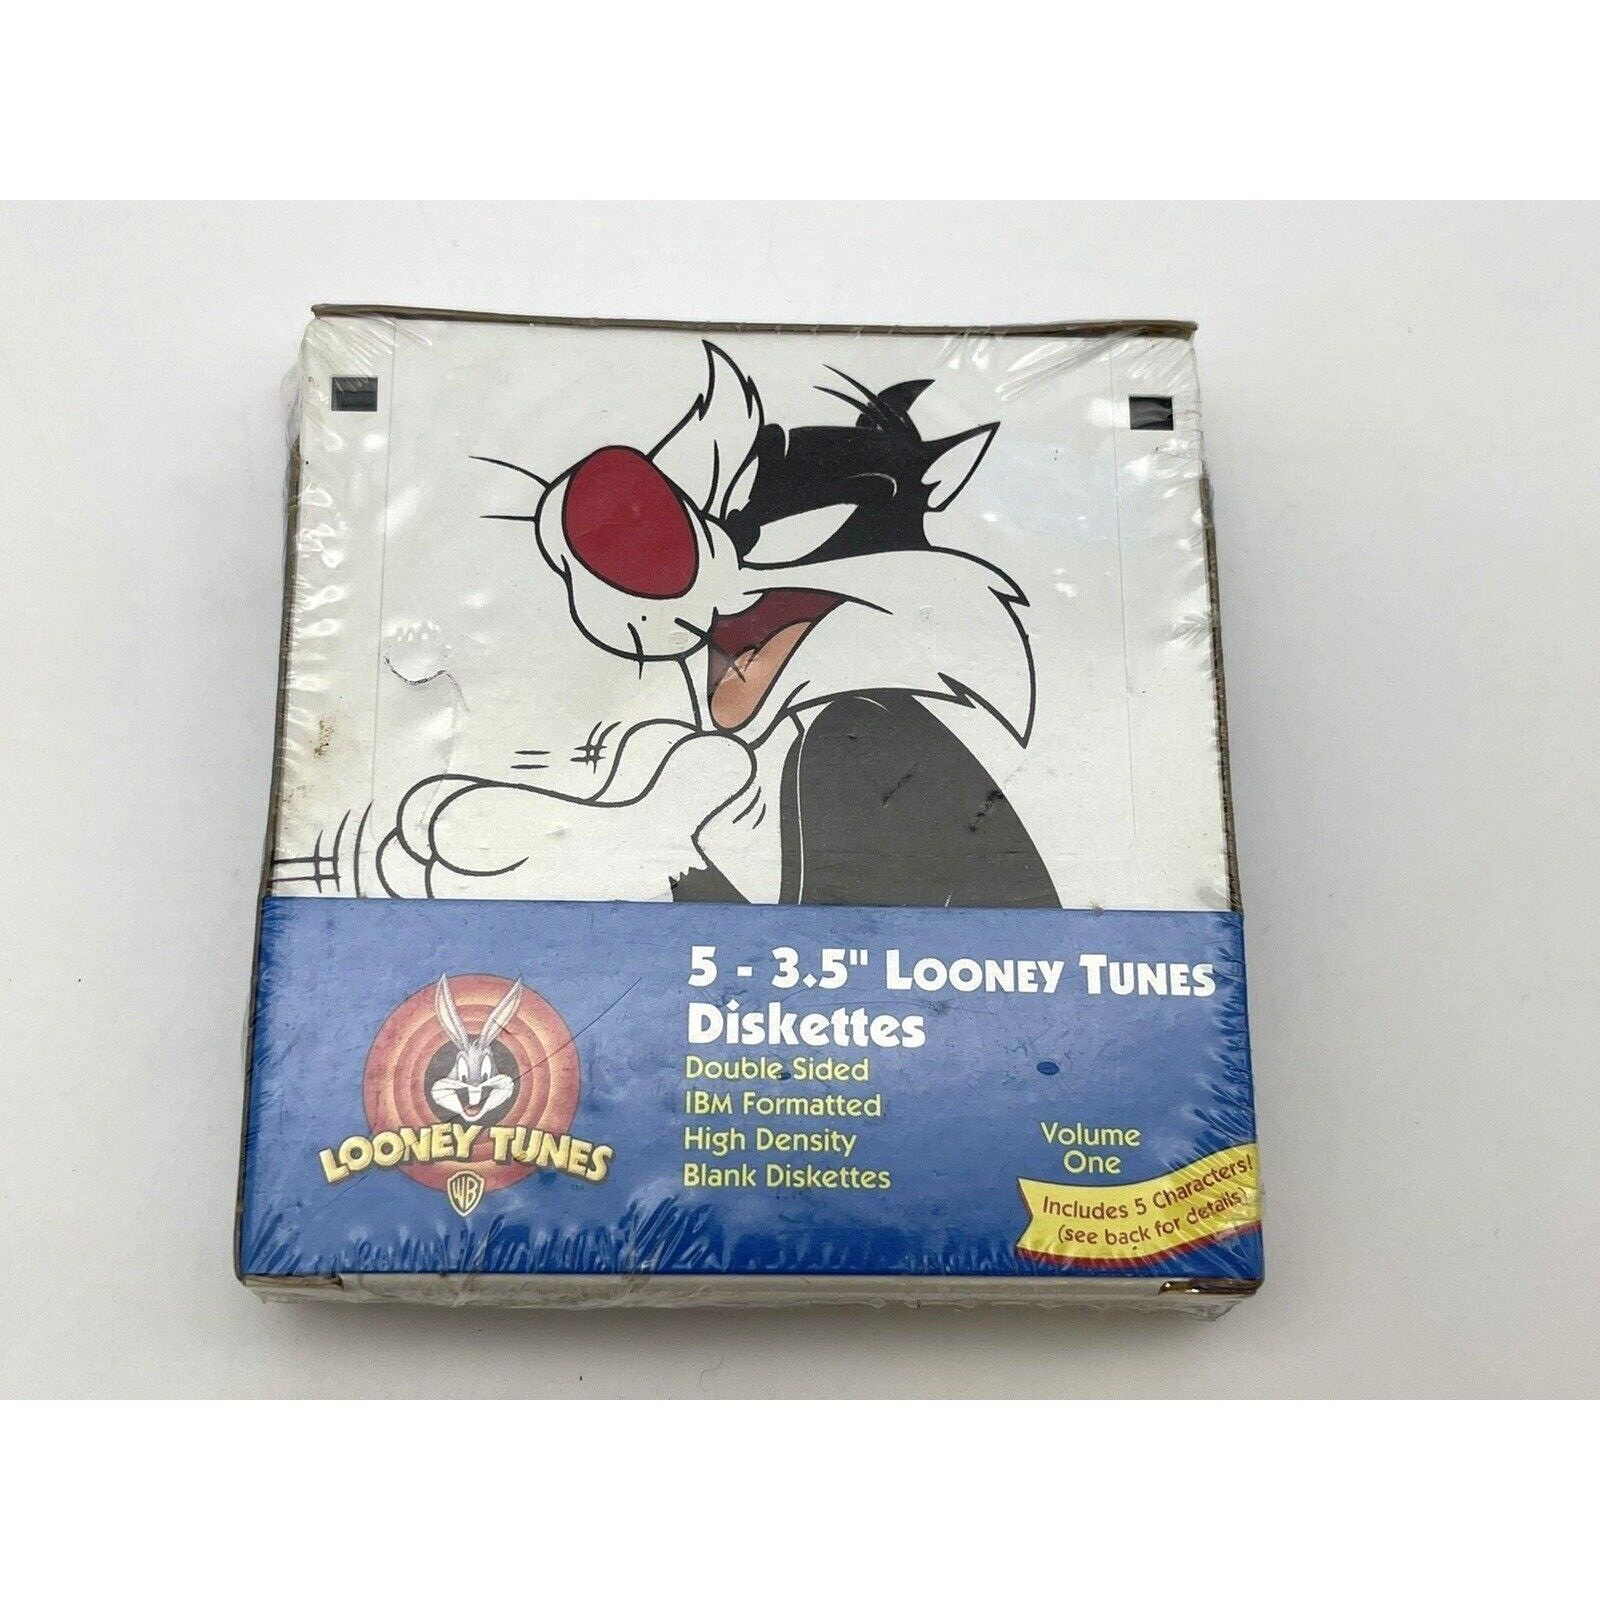 5 - 3.5" LOONEY TUNES
Diskettes
Double Sided
IBM Formatted
High Density
Blank Diskettes
LOONEY TUNES
WB
Volume
One
Includes 5 Characters!
(see back for details)